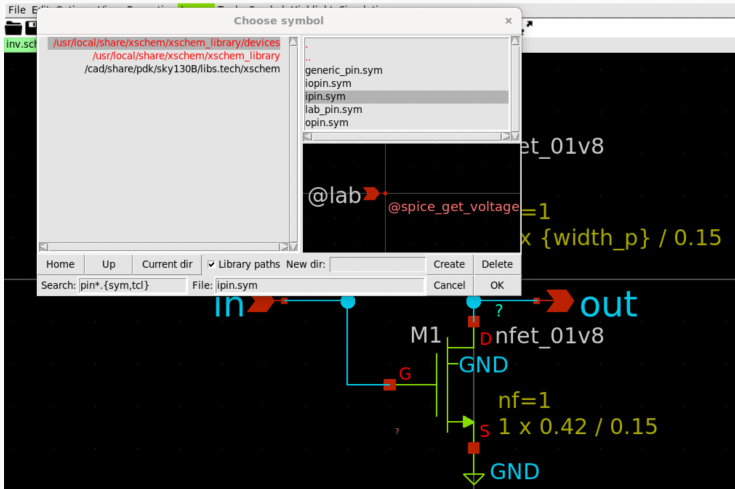 File
Choose symbol
×
inv.sch
/usr/local/share/xschem/xschem_library/devices
/usr/local/share/xschem/xschem_library
/cad/share/pdk/sky130B/libs.tech/xschem
.
..
generic_pin.sym
iopin.sym
ipin.sym
lab_pin.sym
opin.sym
@lab
@spice_get_voltage
Home Up Current dir Library paths New dir: Create Delete
Search: pin*.{sym,tcl} File: ipin.sym Cancel OK
et_01v8
=1
x {width_p} / 0.15
in
out
?
M1
D
nfet_01v8
GND
G
nf=1
1 x 0.42 / 0.15
?
S
GND